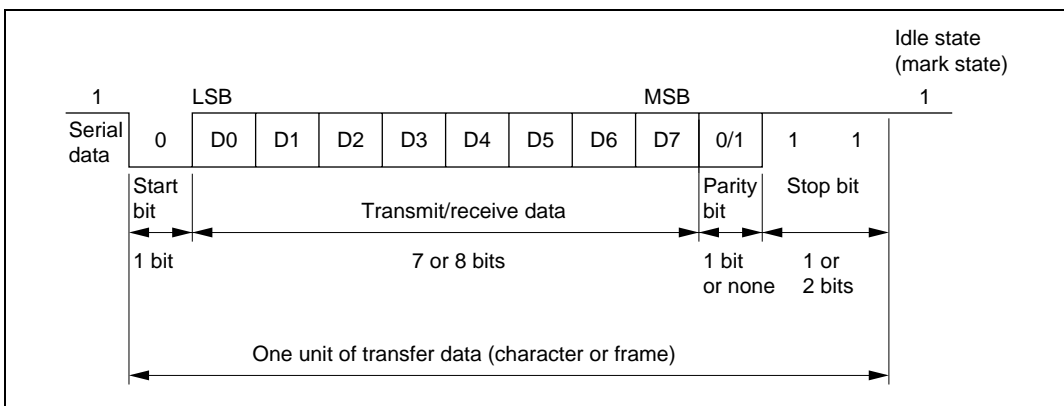 Idle state
(mark state)
1 LSB MSB 1
Serial
data
0 D0 D1 D2 D3 D4 D5 D6 D7 0/1 1 1
Start
bit
Transmit/receive data
Parity
bit
Stop bit
1 bit
7 or 8 bits
1 bit
or none
1 or
2 bits
One unit of transfer data (character or frame)